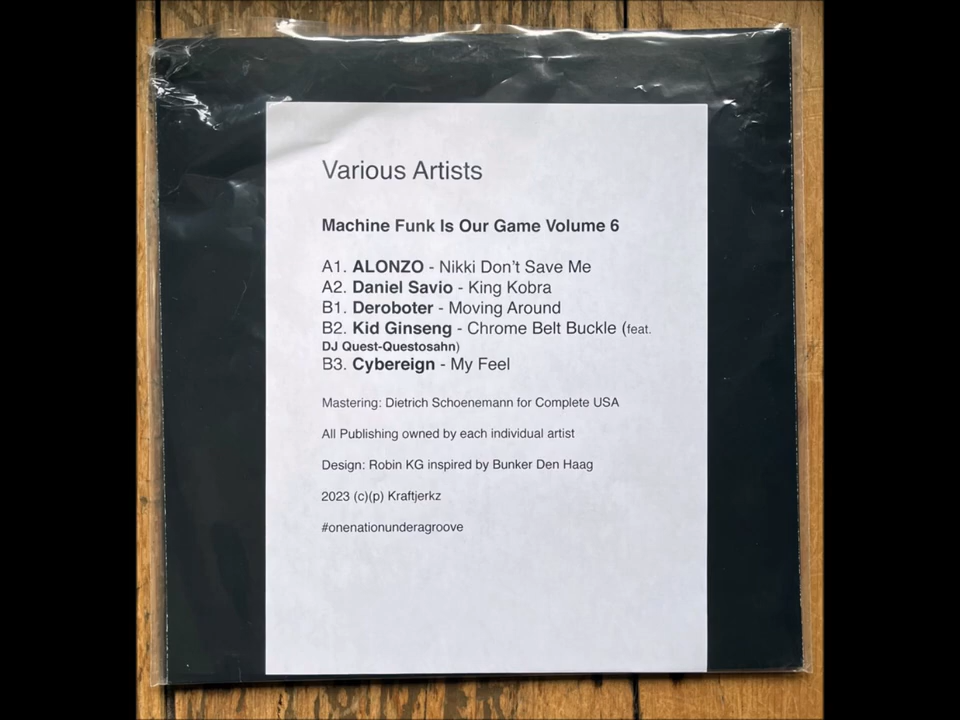 Various Artists
Machine Funk Is Our Game Volume 6
A1. ALONZO - Nikki Don't Save Me
A2. Daniel Savio - King Kobra
B1. Deroboter - Moving Around
B2. Kid Ginseng - Chrome Belt Buckle (feat.
DJ Quest-Questosahn)
B3. Cybereign - My Feel
Mastering: Dietrich Schoenemann for Complete USA
All Publishing owned by each individual artist
Design: Robin KG inspired by Bunker Den Haag
2023 (c)(p) Kraftjerkz
#onenationunderagroove